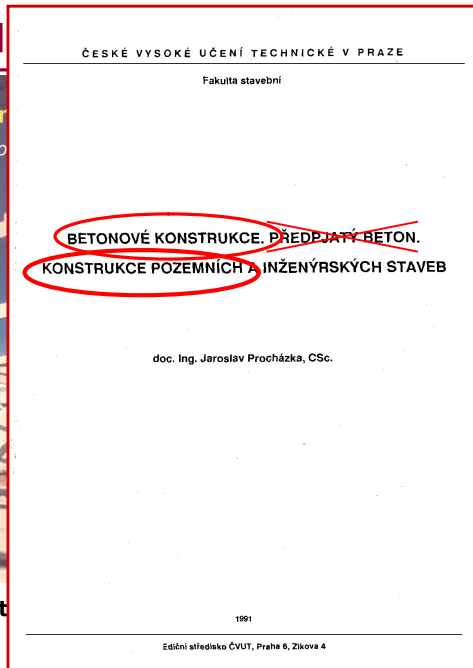 ČESKÉ VYSOKÉ UČENÍ TECHNICKÉ V PRAZE
Fakulta stavební
BETONOVÉ KONSTRUKCE. PŘEDPJATÝ BETON.
KONSTRUKCE POZEMNÍCH A INŽENÝRSKÝCH STAVEB
doc. Ing. Jaroslav Procházka, CSc.
1991
Ediční středisko ČVUT, Praha 6, Zikova 4